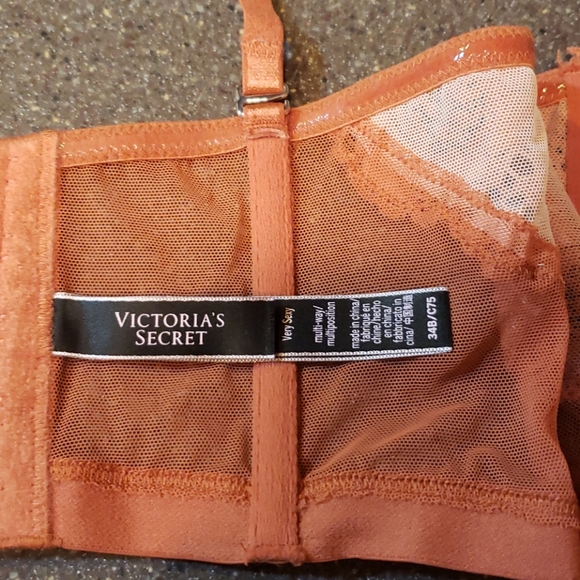 VICTORIA'S
SECRET
Very Sexy
multi-way/
multiposition
made in china/
fabriqué en
chine/hecho
en china/
fabricato in
cina/ 中国制造
34B/C75